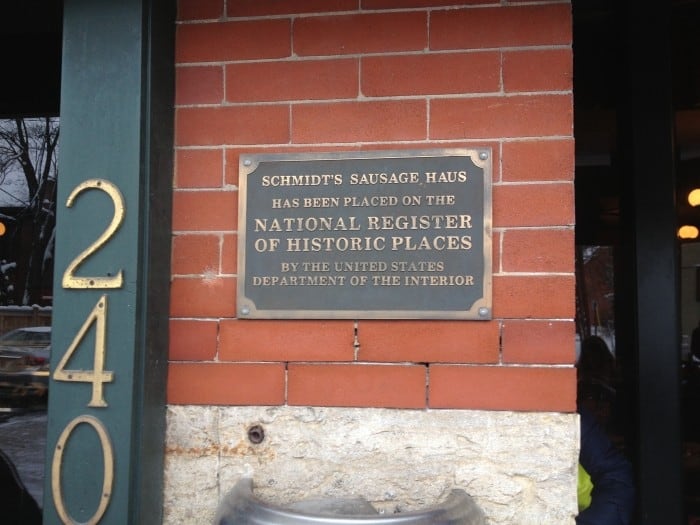 240
SCHMIDT'S SAUSAGE HAUS
HAS BEEN PLACED ON THE
NATIONAL REGISTER
OF HISTORIC PLACES
BY THE UNITED STATES
DEPARTMENT OF THE INTERIOR